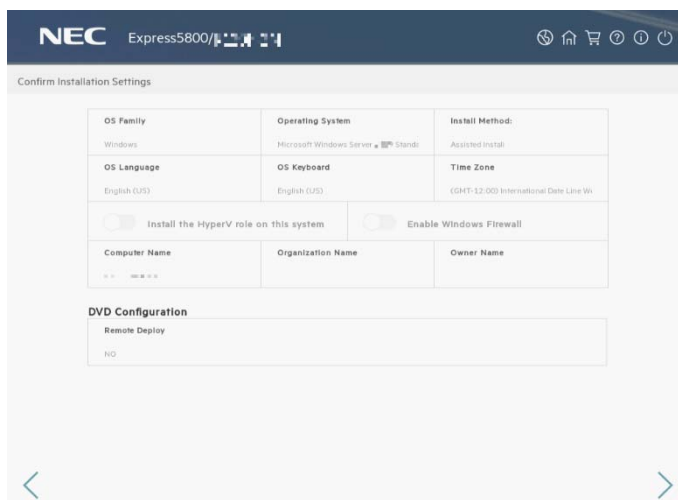 NEC Express5800/
Confirm Installation Settings
OS Family Operating System Install Method:
Windows Microsoft Windows Server Standa Assisted Install
OS Language OS Keyboard Time Zone
English (US) English (US) (GMT-12:00) International Date Line We
Install the HyperV role on this system Enable Windows Firewall
Computer Name Organization Name Owner Name
DVD Configuration
Remote Deploy
NO